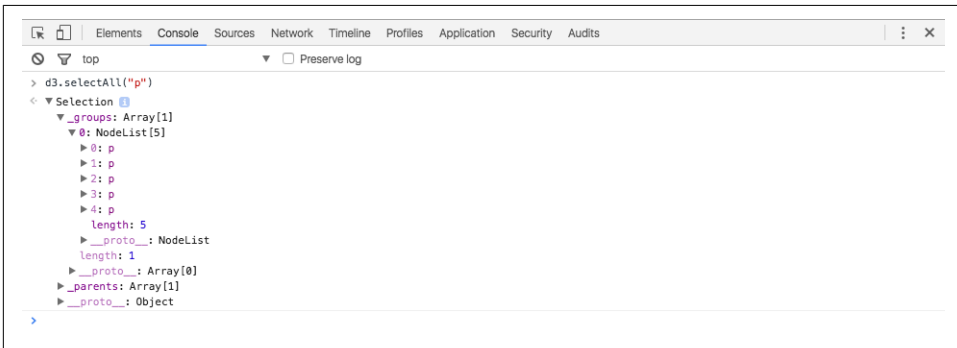 Elements Console Sources Network Timeline Profiles Application Security Audits
top Preserve log
> d3.selectAll("p")
Selection i
_groups: Array[1]
0: NodeList[5]
0: p
1: p
2: p
3: p
4: p
length: 5
__proto__: NodeList
length: 1
__proto__: Array[0]
_parents: Array[1]
__proto__: Object
>